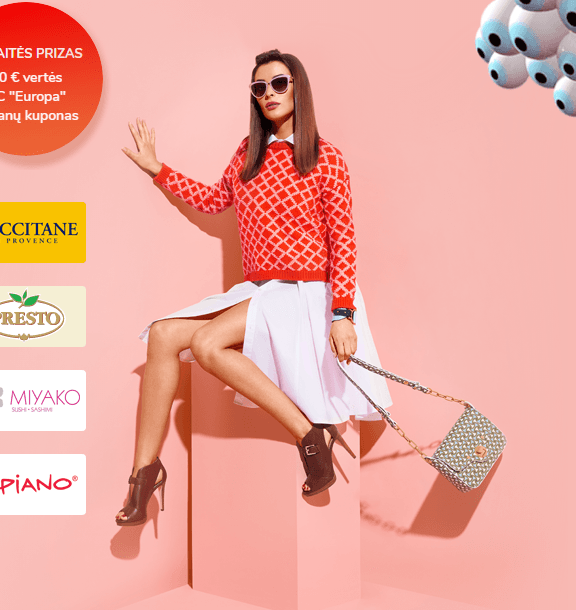 AITĖS PRIZAS
0 € vertės
C "Europa"
anų kuponas
CCITANE
PROVENCE
PRESTO
MIYAKO
SUSHI • SASHIMI
PIANO®